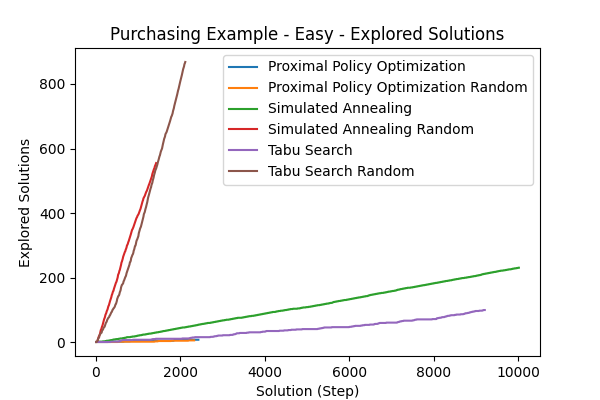 Purchasing Example - Easy - Explored Solutions
Proximal Policy Optimization
Proximal Policy Optimization Random
Simulated Annealing
Simulated Annealing Random
Tabu Search
Tabu Search Random
Explored Solutions
800
600
400
200
0
0 2000 4000 6000 8000 10000
Solution (Step)